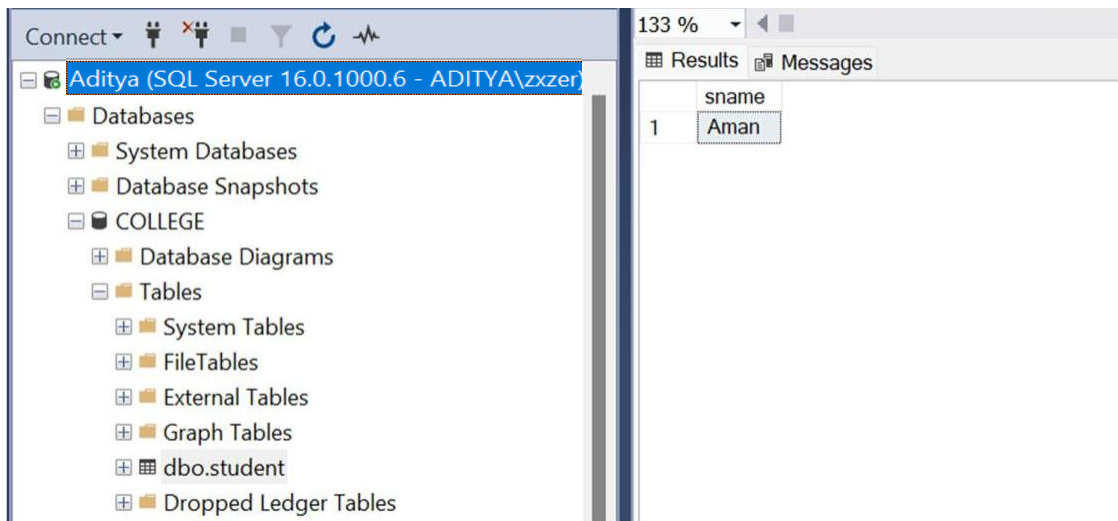 Connect
Aditya (SQL Server 16.0.1000.6 - ADITYA\zxzer)
Databases
System Databases
Database Snapshots
COLLEGE
Database Diagrams
Tables
System Tables
FileTables
External Tables
Graph Tables
dbo.student
Dropped Ledger Tables
133 %
Results Messages
sname
1 Aman